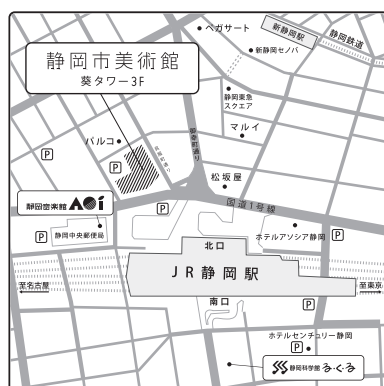 ペガサート
新静岡駅
静岡鉄道
新静岡セノバ
静岡市美術館
葵タワー3F
静岡東急
スクエア
マルイ
御幸町通り
パルコ
P
P
松坂屋
国道1号線
静岡音楽館 AOI
P
P
静岡中央郵便局
ホテルアソシア静岡
P
北口
JR静岡駅
至名古屋
至東京
南口
P
ホテルセンチュリー静岡
P
静岡科学館 る・く・る